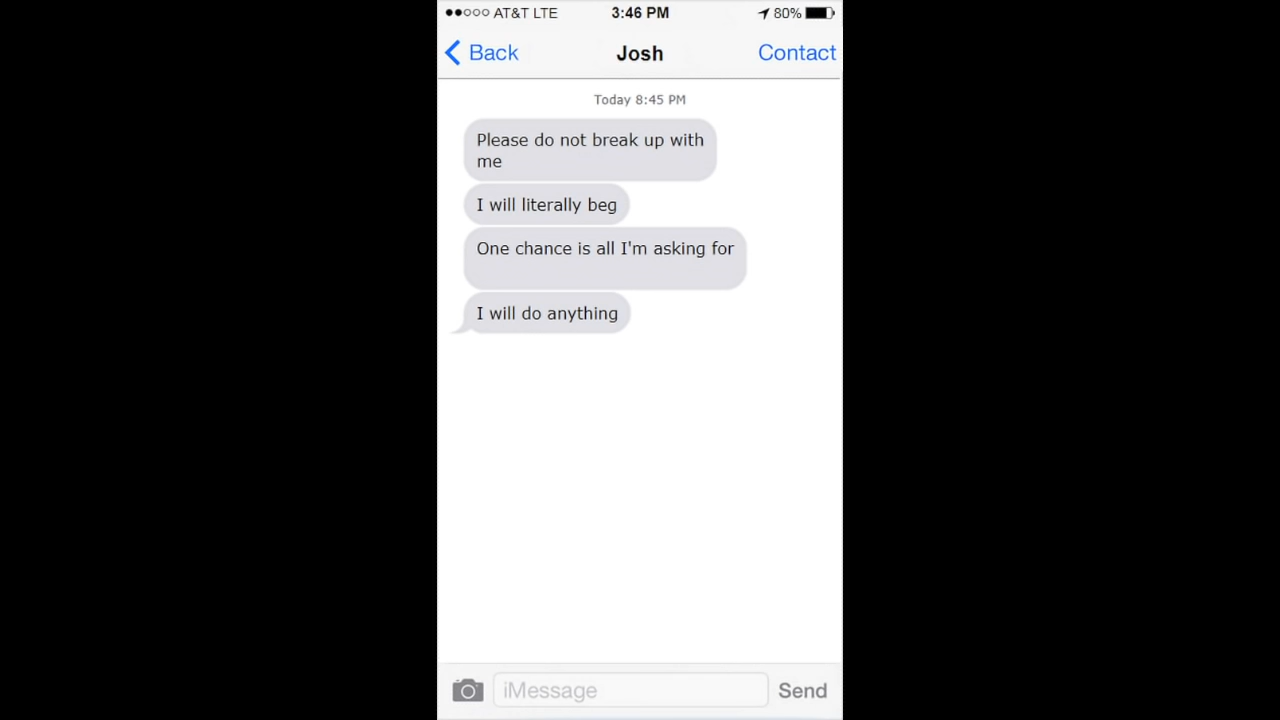 AT&T LTE 3:46 PM 80%
Back Josh Contact
Today 8:45 PM
Please do not break up with
me
I will literally beg
One chance is all I'm asking for
I will do anything
iMessage Send